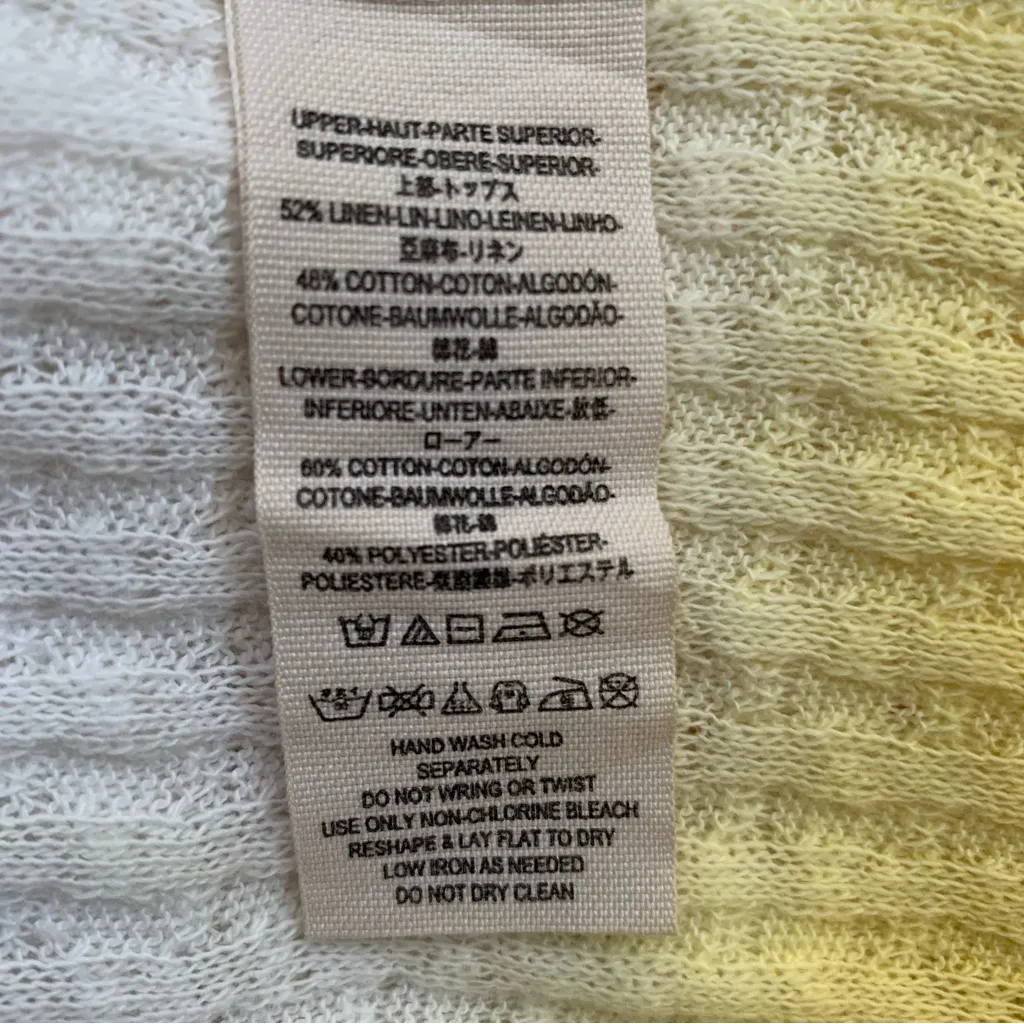 UPPER-HAUT-PARTE SUPERIOR-
SUPERIORE-OBERE-SUPERIOR-
上部-トップス
52% LINEN-LIN-LINO-LEINEN-LINHO-
亞麻布-リネン
48% COTTON-COTON-ALGODÓN-
COTONE-BAUMWOLLE-ALGODÃO-
棉花-綿
LOWER-BORDURE-PARTE INFERIOR-
INFERIORE-UNTEN-ABAIXE-放低-
ローアー
60% COTTON-COTON-ALGODÓN-
COTONE-BAUMWOLLE-ALGODÃO-
棉花-綿
40% POLYESTER-POLIÉSTER-
POLIESTERE-ポリエステル
HAND WASH COLD
SEPARATELY
DO NOT WRING OR TWIST
USE ONLY NON-CHLORINE BLEACH
RESHAPE & LAY FLAT TO DRY
LOW IRON AS NEEDED
DO NOT DRY CLEAN